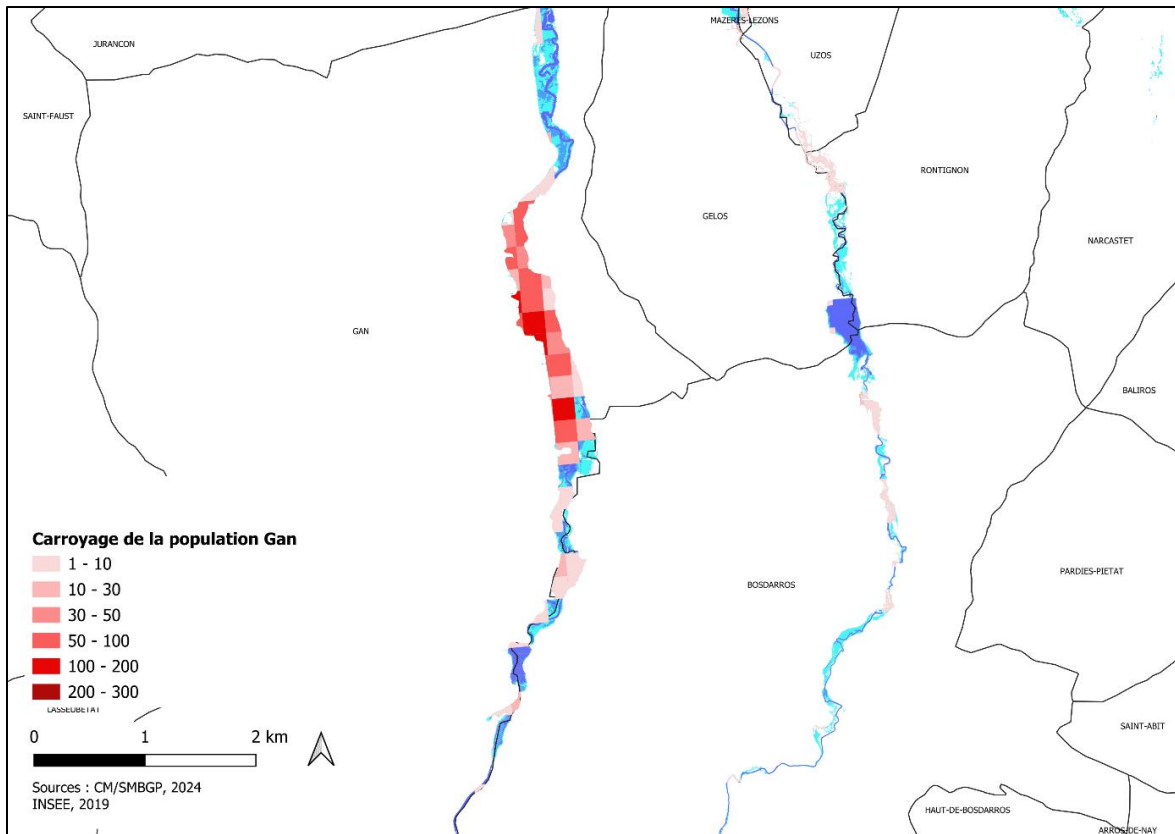 MAZERES-LEZONS
JURANCON
UZOS
SAINT-FAUST
RONTIGNON
GELOS
NARCASTET
GAN
BALIROS
Carroyage de la population Gan
1 - 10
10 - 30
30 - 50
50 - 100
100 - 200
200 - 300
LASSEUBETAT
BOSDARROS
PARDIES-PIETAT
SAINT-ABIT
0 1 2 km
Sources : CM/SMBGP, 2024
INSEE, 2019
HAUT-DE-BOSDARROS
ARROS-DE-NAY